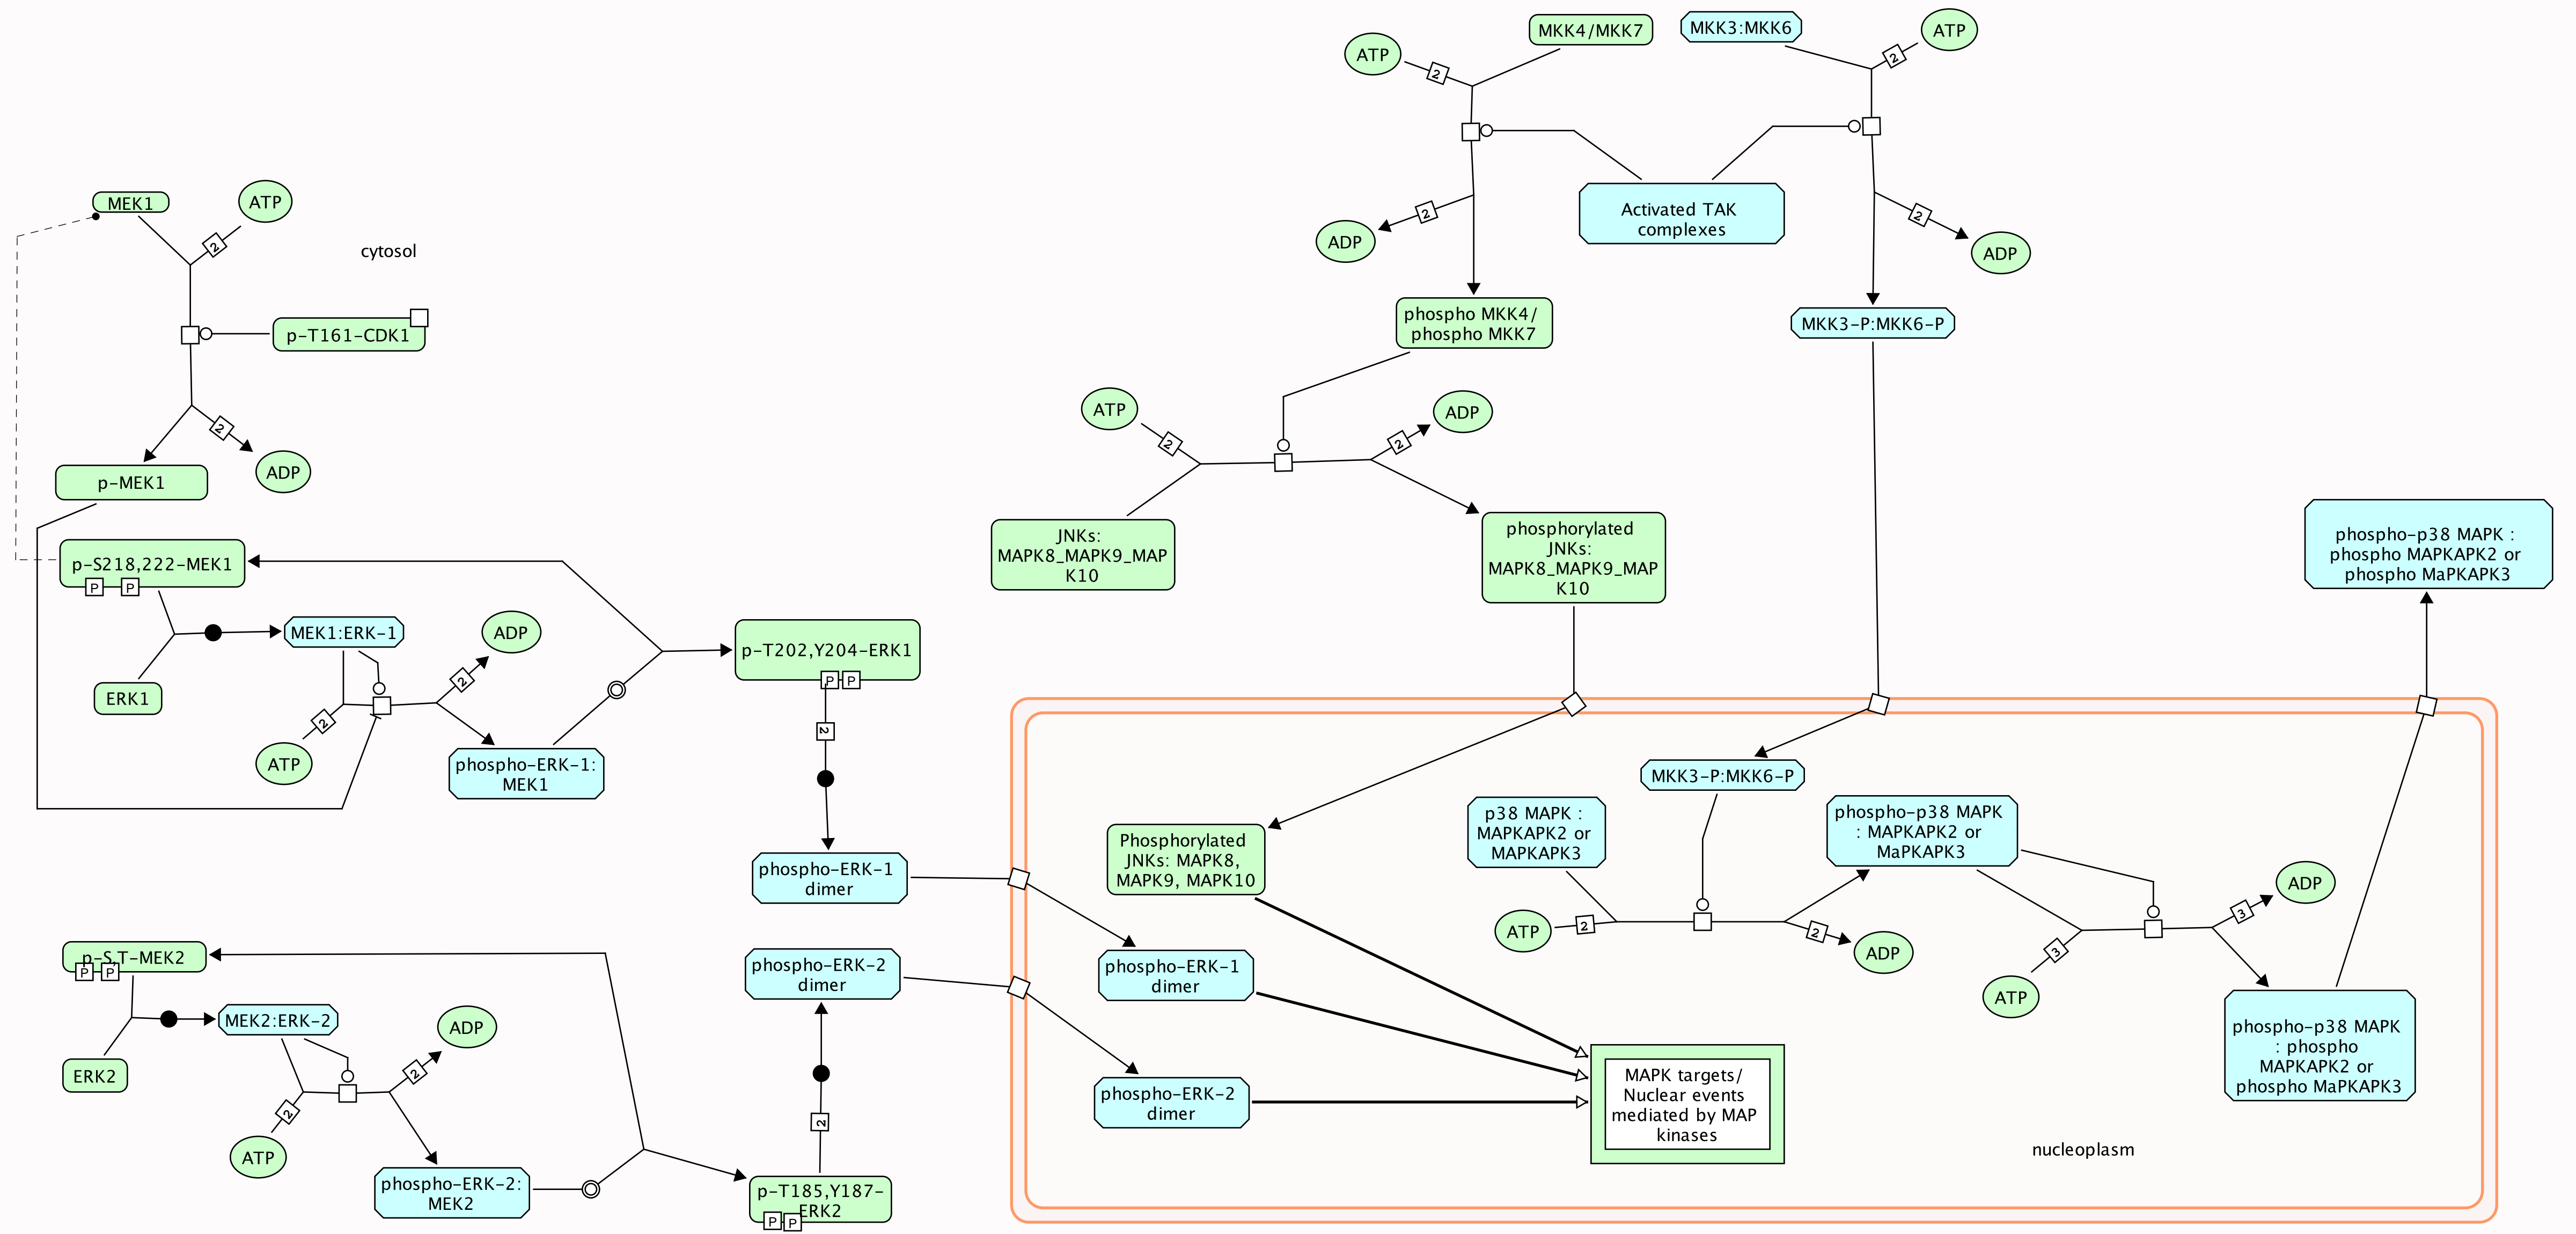 MKK4/MKK7
MKK3:MKK6
ATP
ATP
2
2
Activated TAK
complexes
2
2
ADP
ADP
MEK1
ATP
2
cytosol
p-T161-CDK1
2
ADP
p-MEK1
phospho MKK4/
phospho MKK7
MKK3-P:MKK6-P
ATP
2
2
ADP
JNKs:
MAPK8_MAPK9_MAP
K10
phosphorylated
JNKs:
MAPK8_MAPK9_MAP
K10
phospho-p38 MAPK :
phospho MAPKAPK2 or
phospho MaPKAPK3
p-S218,222-MEK1
P
P
MEK1:ERK-1
ERK1
ADP
2
2
ATP
phospho-ERK-1:
MEK1
p-T202,Y204-ERK1
P
P
2
phospho-ERK-1
dimer
phospho-ERK-2
dimer
2
p-T185,Y187-
ERK2
P
P
p-S,T-MEK2
P
P
MEK2:ERK-2
ERK2
ADP
2
2
ATP
phospho-ERK-2:
MEK2
MKK3-P:MKK6-P
p38 MAPK :
MAPKAPK2 or
MAPKAPK3
phospho-p38 MAPK
: MAPKAPK2 or
MaPKAPK3
Phosphorylated
JNKs: MAPK8,
MAPK9, MAPK10
ATP
2
2
ADP
ADP
3
3
ATP
phospho-ERK-1
dimer
phospho-ERK-2
dimer
MAPK targets/
Nuclear events
mediated by MAP
kinases
phospho-p38 MAPK
: phospho
MAPKAPK2 or
phospho MaPKAPK3
nucleoplasm